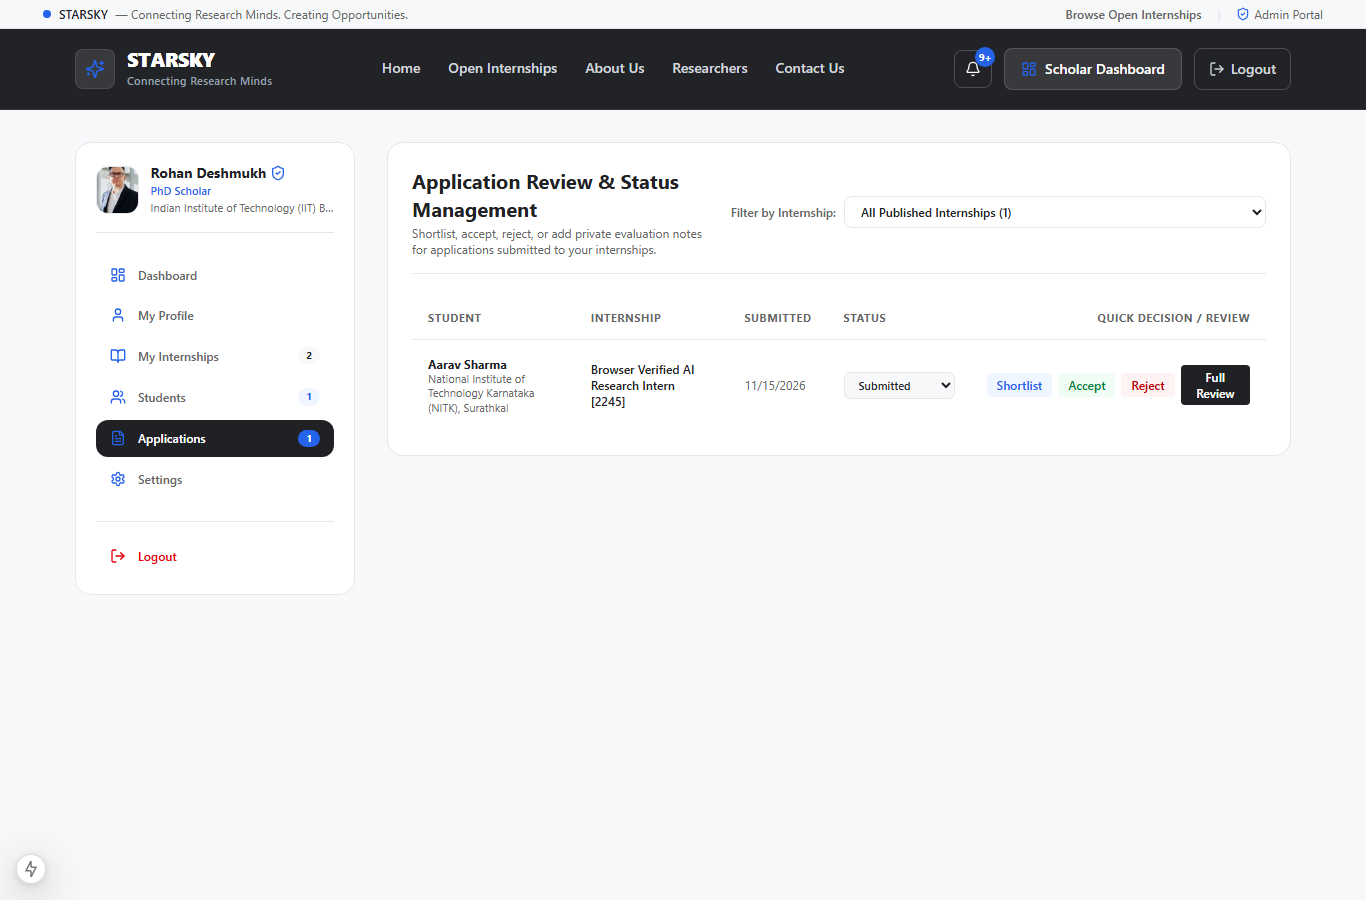 STARSKY — Connecting Research Minds. Creating Opportunities.
Browse Open Internships
Admin Portal
STARSKY
Connecting Research Minds
Home
Open Internships
About Us
Researchers
Contact Us
9+
Scholar Dashboard
Logout
Rohan Deshmukh
PhD Scholar
Indian Institute of Technology (IIT) B...
Dashboard
My Profile
My Internships 2
Students 1
Applications 1
Settings
Logout
Application Review & Status
Management
Shortlist, accept, reject, or add private evaluation notes
for applications submitted to your internships.
Filter by Internship:
All Published Internships (1)
STUDENT INTERNSHIP SUBMITTED STATUS QUICK DECISION / REVIEW
Aarav Sharma
National Institute of
Technology Karnataka
(NITK), Surathkal
Browser Verified AI
Research Intern
[2245]
11/15/2026
Submitted
Shortlist
Accept
Reject
Full
Review